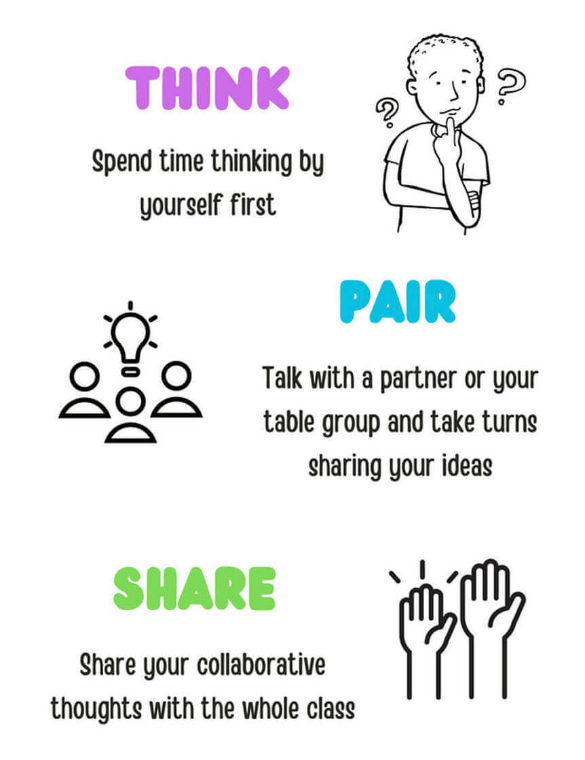 THINK
Spend time thinking by
yourself first
PAIR
Talk with a partner or your
table group and take turns
sharing your ideas
SHARE
Share your collaborative
thoughts with the whole class